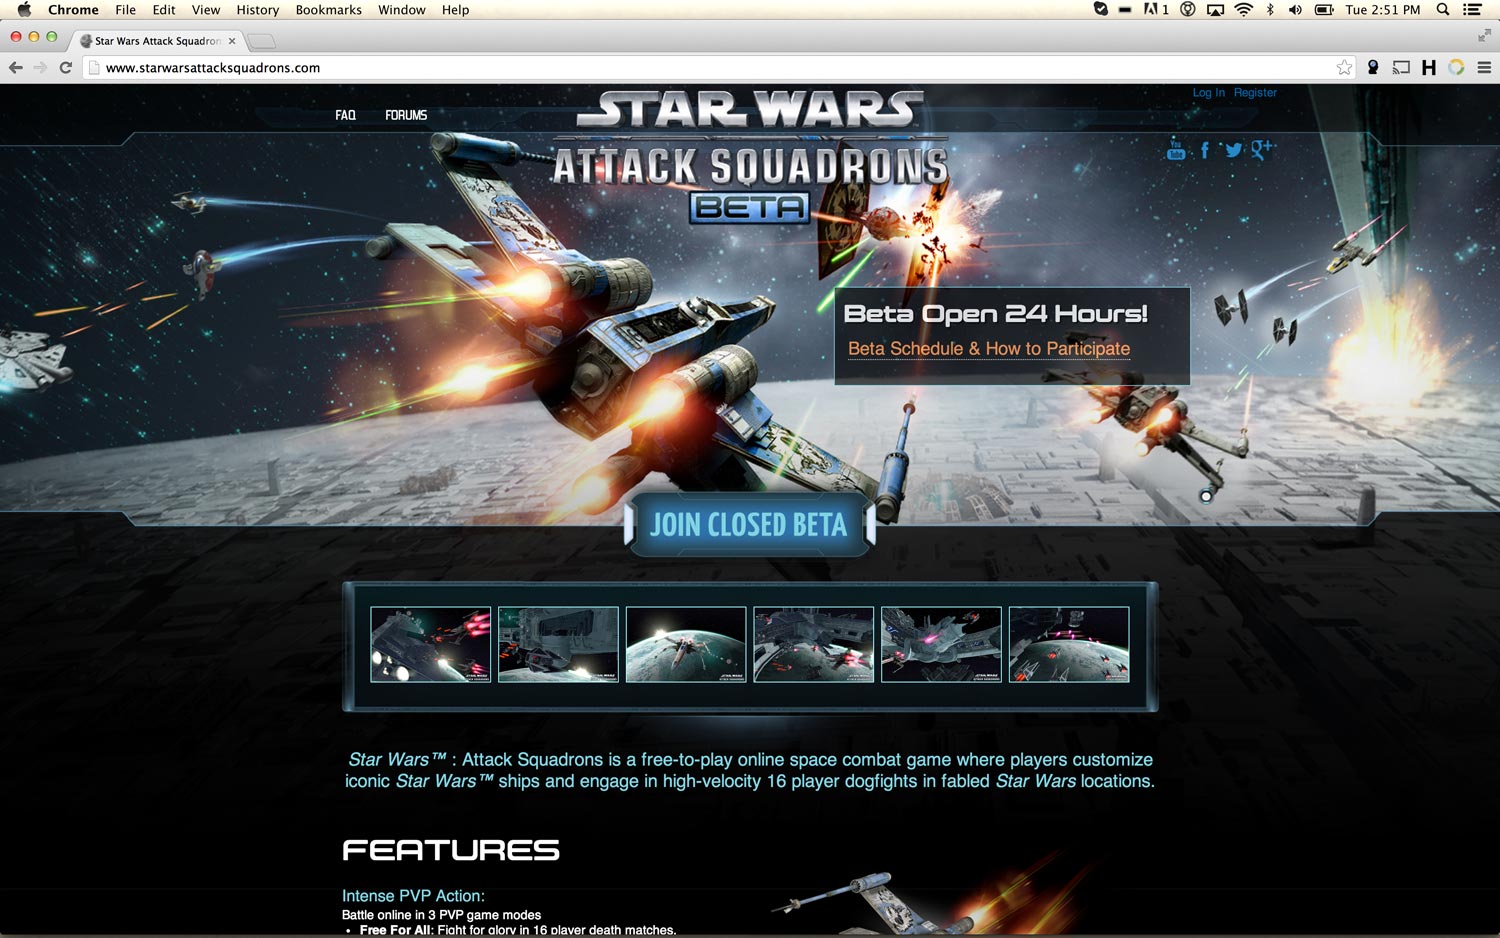 Chrome File Edit View History Bookmarks Window Help 1 Tue 2:51 PM
Star Wars Attack Squadron
www.starwarsattacksquadrons.com
Log In Register
FAQ FORUMS
STAR WARS
ATTACK SQUADRONS
BETA
You
Tube
Beta Open 24 Hours!
Beta Schedule & How to Participate
JOIN CLOSED BETA
Star Wars™ : Attack Squadrons is a free-to-play online space combat game where players customize
iconic Star Wars™ ships and engage in high-velocity 16 player dogfights in fabled Star Wars locations.
FEATURES
Intense PVP Action:
Battle online in 3 PVP game modes
• Free For All: Fight for glory in 16 player death matches.